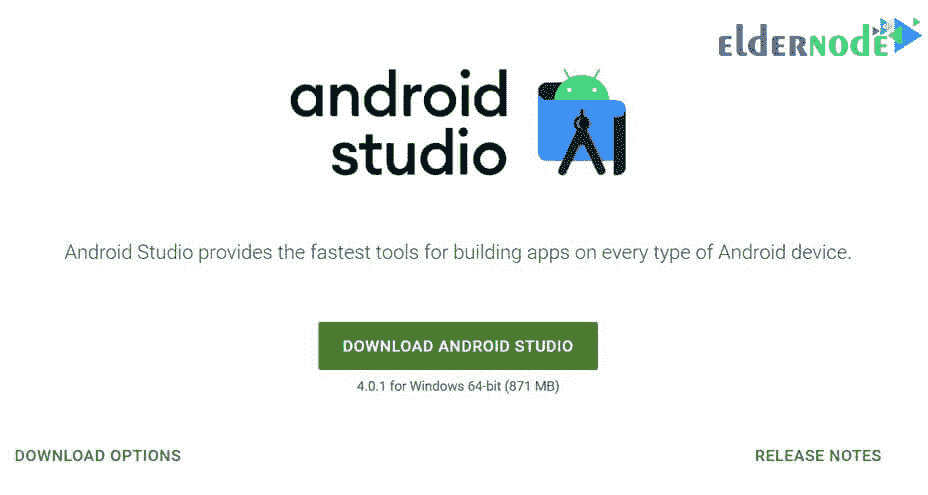 ELDERNODE
android
studio
Android Studio provides the fastest tools for building apps on every type of Android device.
DOWNLOAD ANDROID STUDIO
4.0.1 for Windows 64-bit (871 MB)
DOWNLOAD OPTIONS
RELEASE NOTES